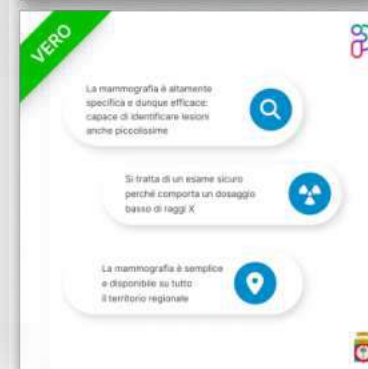 VERO
La mammografia è altamente
specifica e dunque efficace:
capace di identificare lesioni
anche piccolissime
Si tratta di un esame sicuro
perché comporta un dosaggio
basso di raggi X
La mammografia è semplice
e disponibile su tutto
il territorio regionale